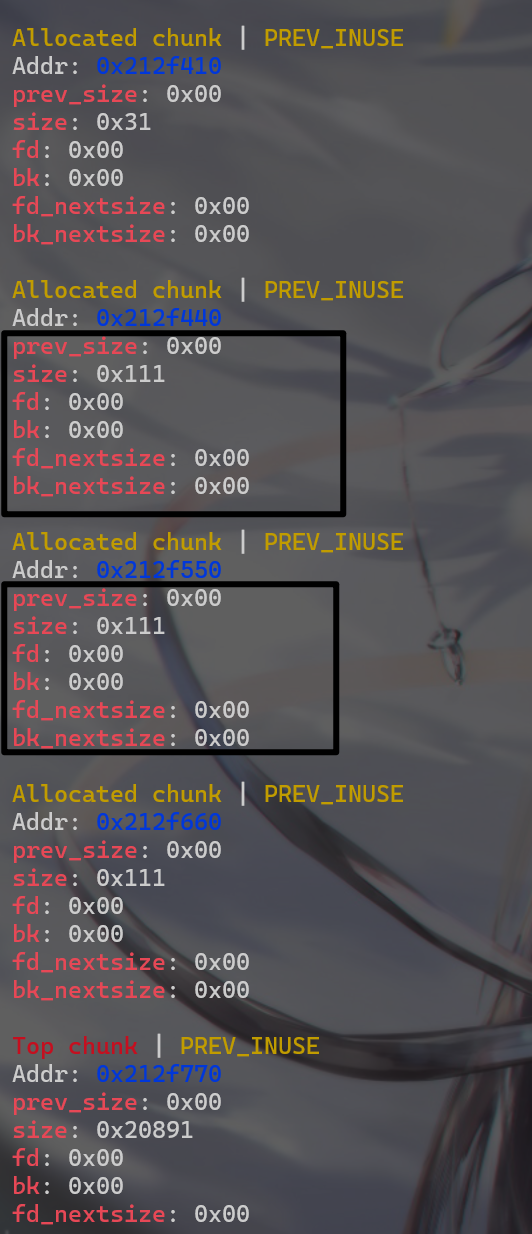 Allocated chunk | PREV_INUSE
Addr: 0x212f410
prev_size: 0x00
size: 0x31
fd: 0x00
bk: 0x00
fd_nextsize: 0x00
bk_nextsize: 0x00
Allocated chunk | PREV_INUSE
Addr: 0x212f440
prev_size: 0x00
size: 0x111
fd: 0x00
bk: 0x00
fd_nextsize: 0x00
bk_nextsize: 0x00
Allocated chunk | PREV_INUSE
Addr: 0x212f550
prev_size: 0x00
size: 0x111
fd: 0x00
bk: 0x00
fd_nextsize: 0x00
bk_nextsize: 0x00
Allocated chunk | PREV_INUSE
Addr: 0x212f660
prev_size: 0x00
size: 0x111
fd: 0x00
bk: 0x00
fd_nextsize: 0x00
bk_nextsize: 0x00
Top chunk | PREV_INUSE
Addr: 0x212f770
prev_size: 0x00
size: 0x20891
fd: 0x00
bk: 0x00
fd_nextsize: 0x00